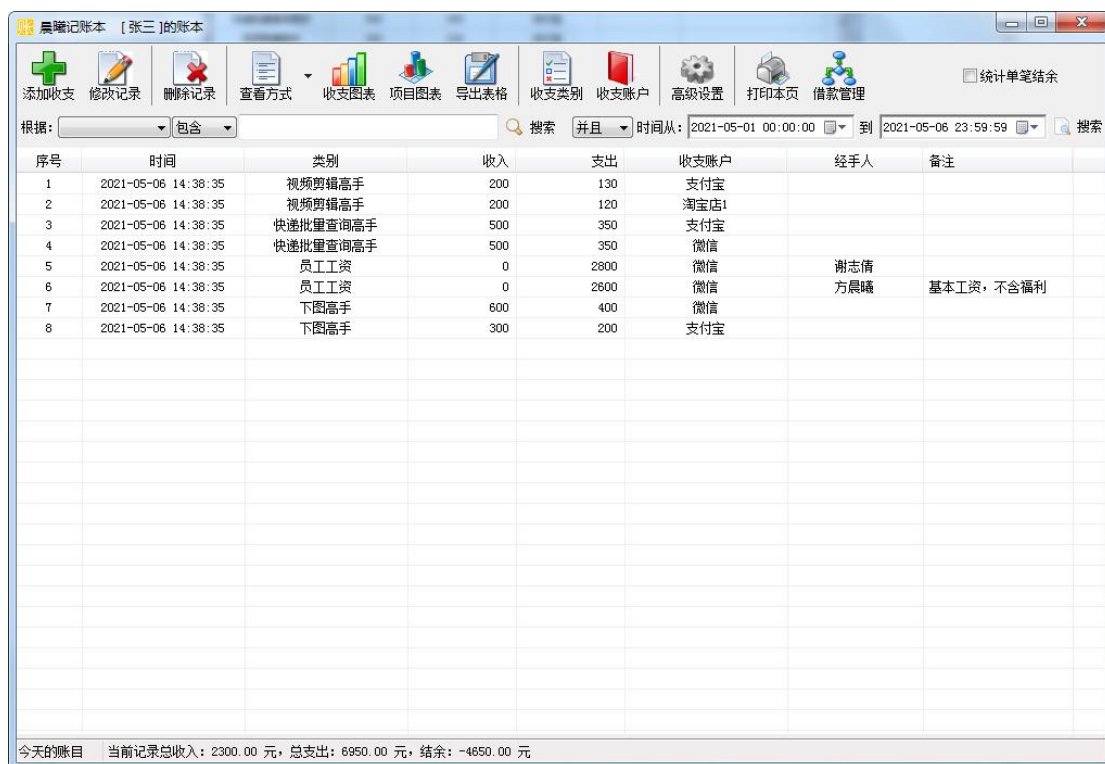 晨曦记账本 [ 张三 ]的账本
添加收支 修改记录 删除记录 查看方式 收支图表 项目图表 导出表格 收支类别 收支账户 高级设置 打印本页 借款管理 统计单笔结余
根据: 包含 搜索 并且 时间从: 2021-05-01 00:00:00 到 2021-05-06 23:59:59 搜索
序号 时间 类别 收入 支出 收支账户 经手人 备注
1 2021-05-06 14:38:35 视频剪辑高手 200 130 支付宝
2 2021-05-06 14:38:35 视频剪辑高手 200 120 淘宝店1
3 2021-05-06 14:38:35 快递批量查询高手 500 350 支付宝
4 2021-05-06 14:38:35 快递批量查询高手 500 350 微信
5 2021-05-06 14:38:35 员工工资 0 2800 微信 谢志倩
6 2021-05-06 14:38:35 员工工资 0 2600 微信 方晨曦 基本工资，不含福利
7 2021-05-06 14:38:35 下图高手 600 400 微信
8 2021-05-06 14:38:35 下图高手 300 200 支付宝
今天的账目 当前记录总收入: 2300.00 元，总支出: 6950.00 元，结余: -4650.00 元